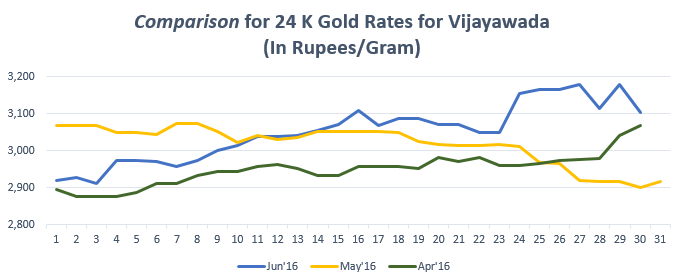 Comparison for 24 K Gold Rates for Vijayawada
(In Rupees/Gram)
3,200
3,100
3,000
2,900
2,800
1 2 3 4 5 6 7 8 9 10 11 12 13 14 15 16 17 18 19 20 21 22 23 24 25 26 27 28 29 30 31
Jun'16 May'16 Apr'16